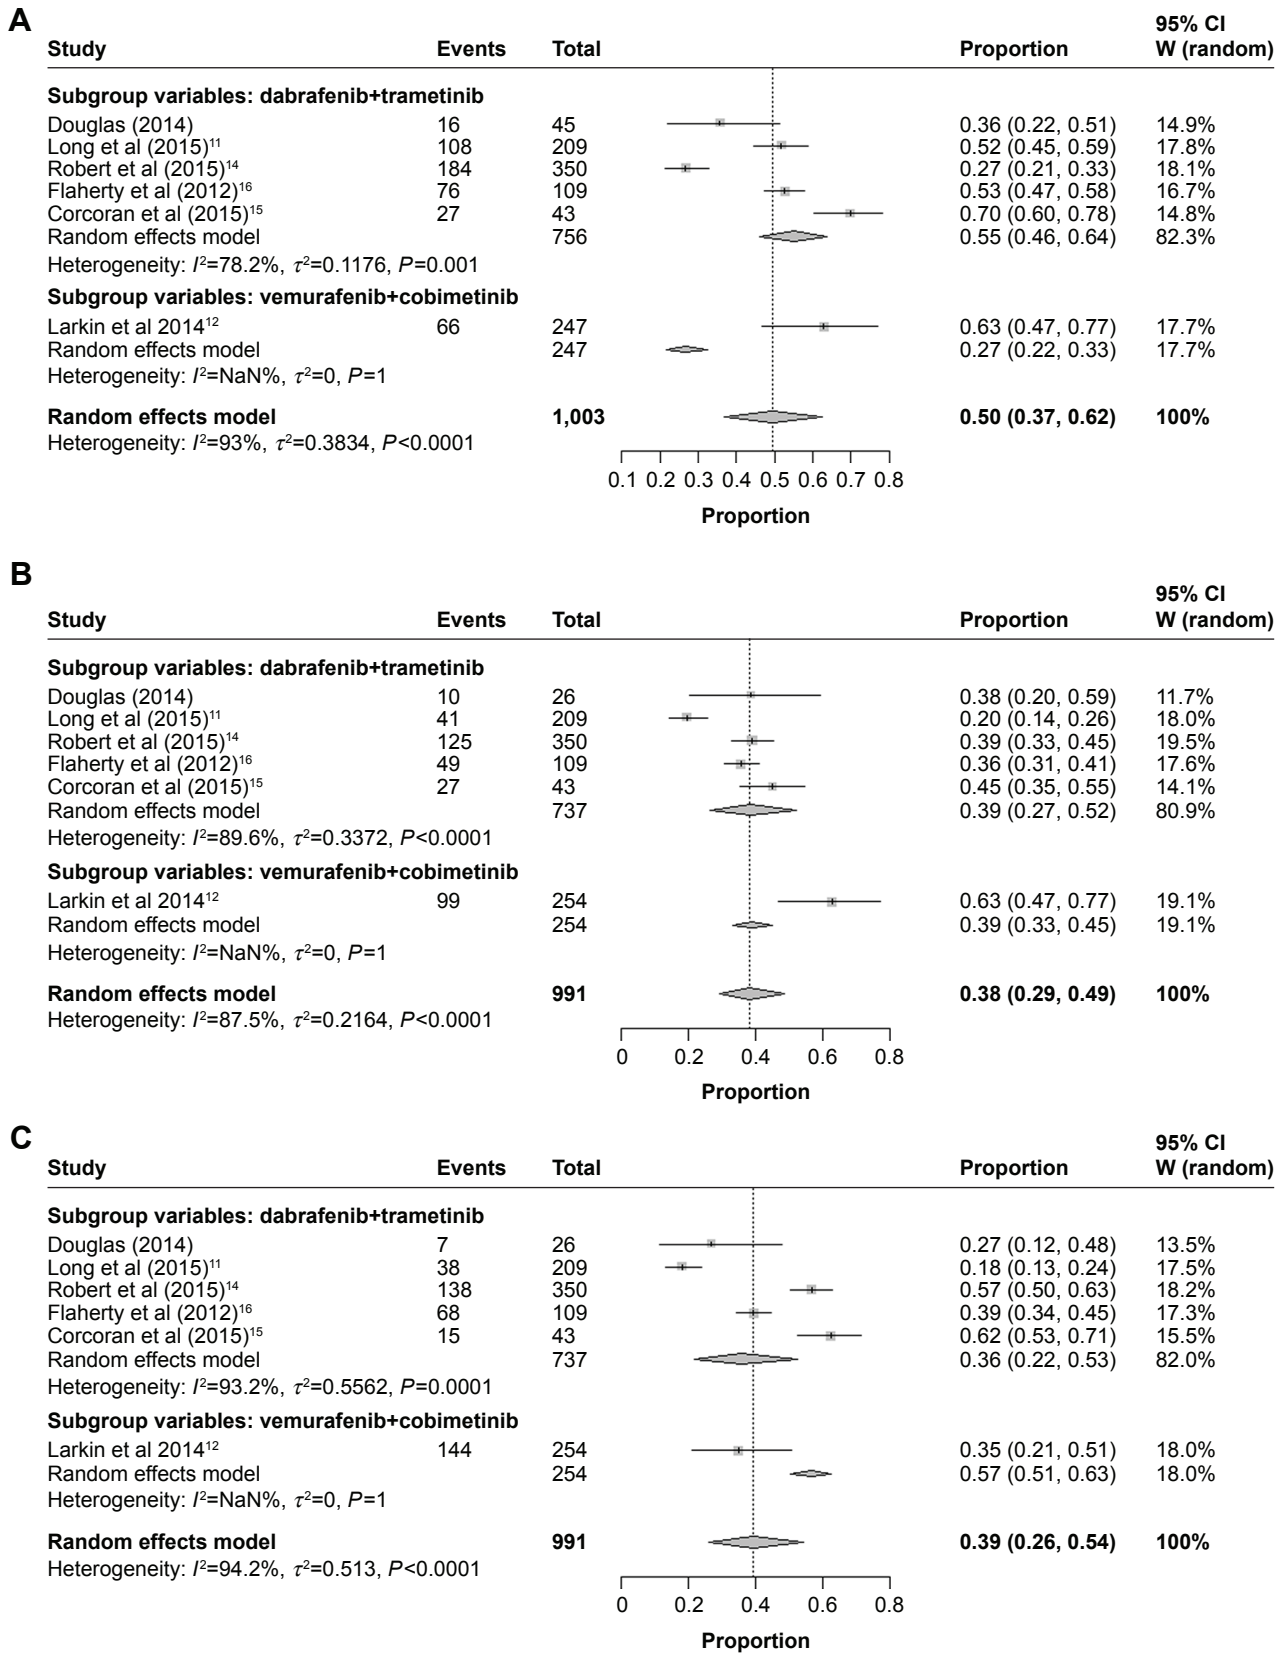 A
95% CI
Study Events Total Proportion W (random)
Subgroup variables: dabrafenib+trametinib
Douglas (2014) 16 45 0.36 (0.22, 0.51) 14.9%
Long et al (2015)11 108 209 0.52 (0.45, 0.59) 17.8%
Robert et al (2015)14 184 350 0.27 (0.21, 0.33) 18.1%
Flaherty et al (2012)16 76 109 0.53 (0.47, 0.58) 16.7%
Corcoran et al (2015)15 27 43 0.70 (0.60, 0.78) 14.8%
Random effects model 756 0.55 (0.46, 0.64) 82.3%
Heterogeneity: I2=78.2%, τ2=0.1176, P=0.001
Subgroup variables: vemurafenib+cobimetinib
Larkin et al 201412 66 247 0.63 (0.47, 0.77) 17.7%
Random effects model 247 0.27 (0.22, 0.33) 17.7%
Heterogeneity: I2=NaN%, τ2=0, P=1
Random effects model 1,003 0.50 (0.37, 0.62) 100%
Heterogeneity: I2=93%, τ2=0.3834, P<0.0001
0.1 0.2 0.3 0.4 0.5 0.6 0.7 0.8
Proportion
B
95% CI
Study Events Total Proportion W (random)
Subgroup variables: dabrafenib+trametinib
Douglas (2014) 10 26 0.38 (0.20, 0.59) 11.7%
Long et al (2015)11 41 209 0.20 (0.14, 0.26) 18.0%
Robert et al (2015)14 125 350 0.39 (0.33, 0.45) 19.5%
Flaherty et al (2012)16 49 109 0.36 (0.31, 0.41) 17.6%
Corcoran et al (2015)15 27 43 0.45 (0.35, 0.55) 14.1%
Random effects model 737 0.39 (0.27, 0.52) 80.9%
Heterogeneity: I2=89.6%, τ2=0.3372, P<0.0001
Subgroup variables: vemurafenib+cobimetinib
Larkin et al 201412 99 254 0.63 (0.47, 0.77) 19.1%
Random effects model 254 0.39 (0.33, 0.45) 19.1%
Heterogeneity: I2=NaN%, τ2=0, P=1
Random effects model 991 0.38 (0.29, 0.49) 100%
Heterogeneity: I2=87.5%, τ2=0.2164, P<0.0001
0 0.2 0.4 0.6 0.8
Proportion
C
95% CI
Study Events Total Proportion W (random)
Subgroup variables: dabrafenib+trametinib
Douglas (2014) 7 26 0.27 (0.12, 0.48) 13.5%
Long et al (2015)11 38 209 0.18 (0.13, 0.24) 17.5%
Robert et al (2015)14 138 350 0.57 (0.50, 0.63) 18.2%
Flaherty et al (2012)16 68 109 0.39 (0.34, 0.45) 17.3%
Corcoran et al (2015)15 15 43 0.62 (0.53, 0.71) 15.5%
Random effects model 737 0.36 (0.22, 0.53) 82.0%
Heterogeneity: I2=93.2%, τ2=0.5562, P=0.0001
Subgroup variables: vemurafenib+cobimetinib
Larkin et al 201412 144 254 0.35 (0.21, 0.51) 18.0%
Random effects model 254 0.57 (0.51, 0.63) 18.0%
Heterogeneity: I2=NaN%, τ2=0, P=1
Random effects model 991 0.39 (0.26, 0.54) 100%
Heterogeneity: I2=94.2%, τ2=0.513, P<0.0001
0 0.2 0.4 0.6 0.8
Proportion